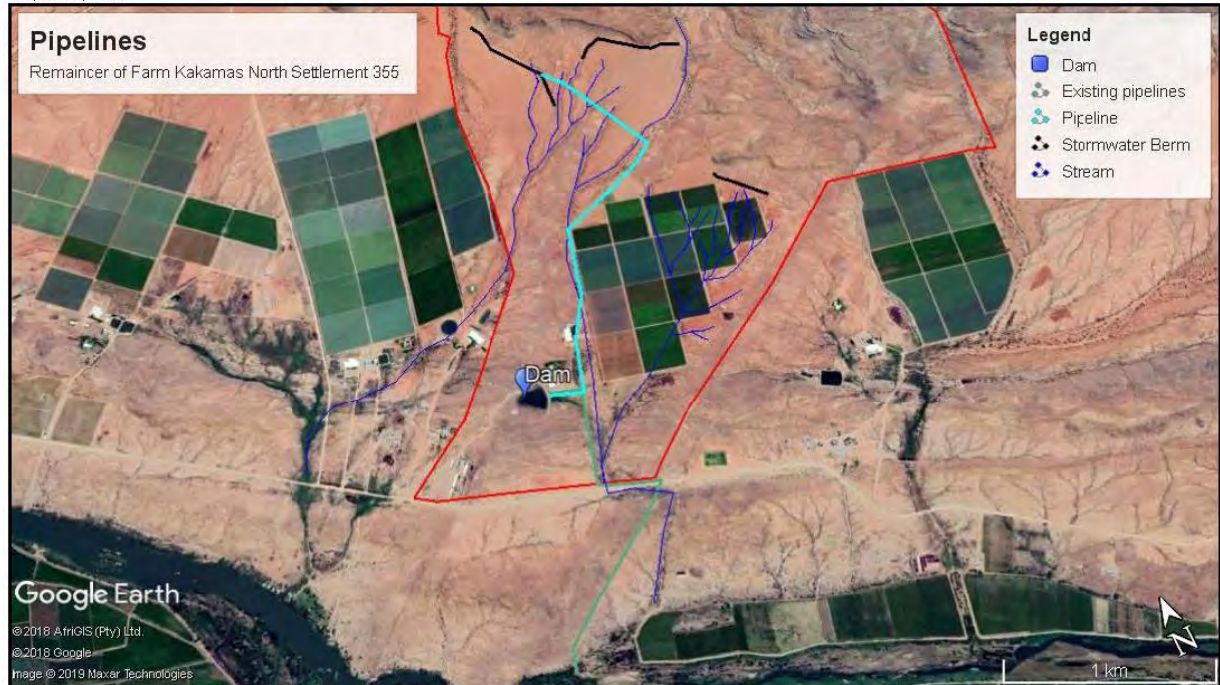 Pipelines
Remaincer of Farm Kakamas North Settlement 355
Legend
Dam
Existing pipelines
Pipeline
Stormwater Berm
Stream
Dam
Google Earth
©2018 AfriGIS (Pty) Ltd.
©2018 Google
Image © 2019 Maxar Technologies
N
1 km